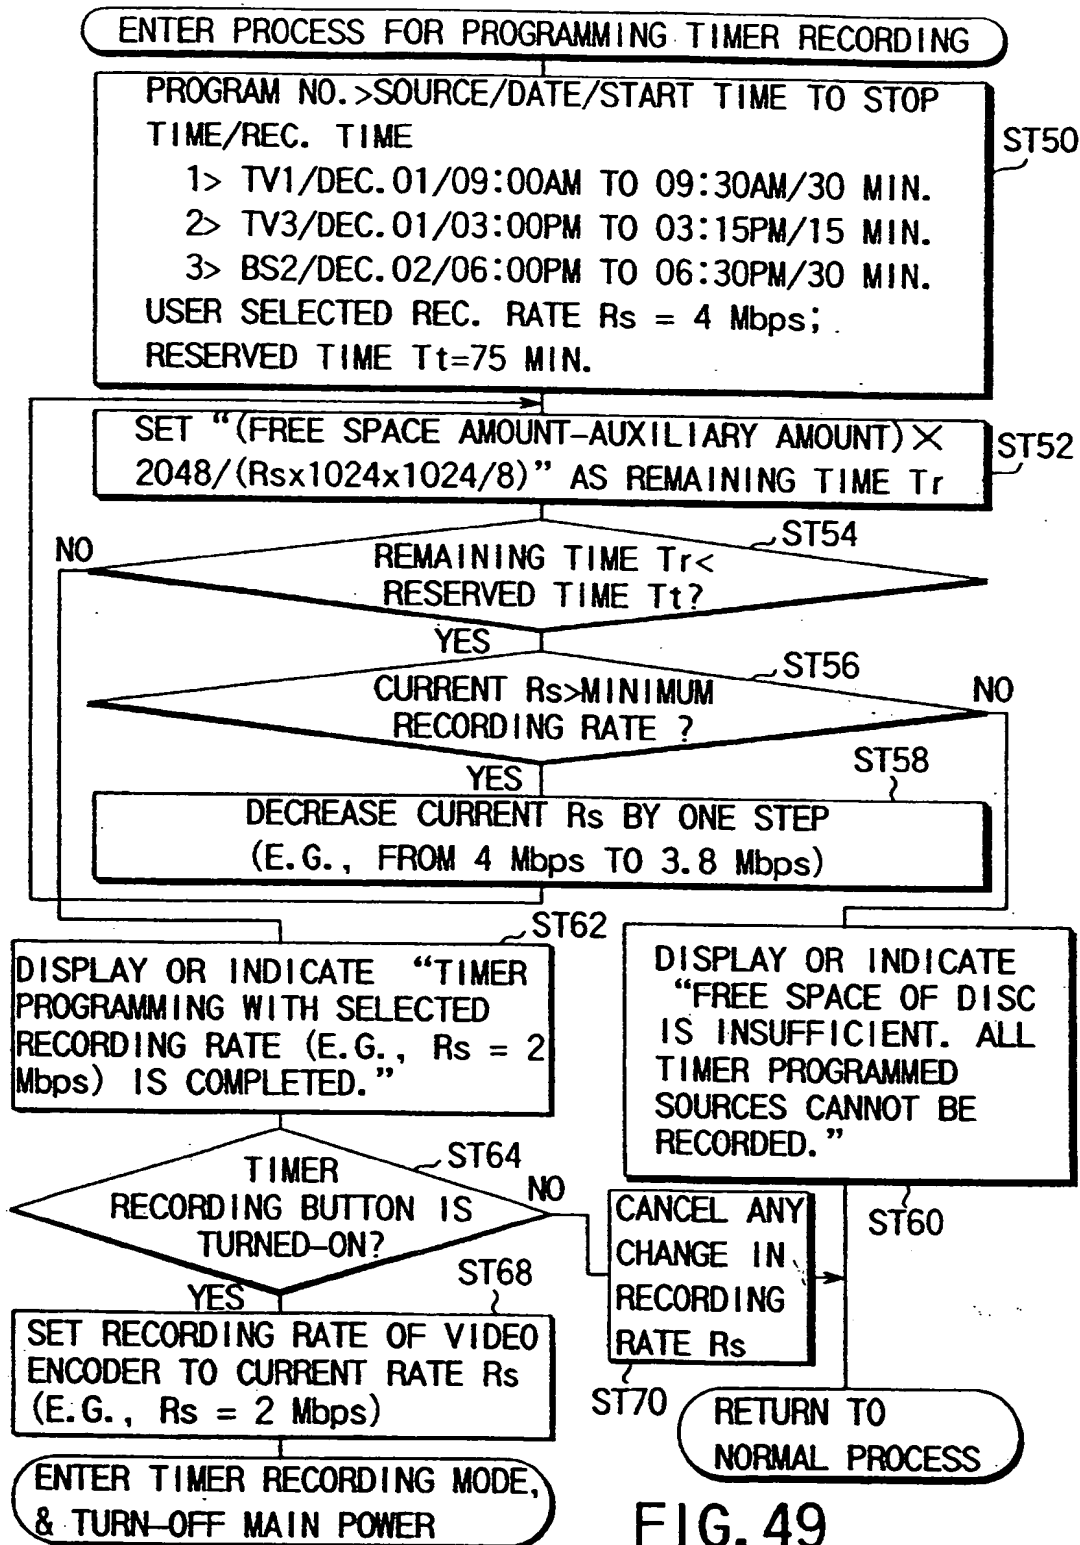 ENTER PROCESS FOR PROGRAMMING TIMER RECORDING
PROGRAM NO.>SOURCE/DATE/START TIME TO STOP
TIME/REC. TIME
1> TV1/DEC.01/09:00AM TO 09:30AM/30 MIN.
2> TV3/DEC.01/03:00PM TO 03:15PM/15 MIN.
3> BS2/DEC.02/06:00PM TO 06:30PM/30 MIN.
USER SELECTED REC. RATE Rs = 4 Mbps;
RESERVED TIME Tt=75 MIN.
ST50
SET “(FREE SPACE AMOUNT-AUXILIARY AMOUNT)×
2048/(Rsx1024x1024/8)” AS REMAINING TIME Tr
ST52
ST54
NO
REMAINING TIME Tr<
RESERVED TIME Tt?
YES
ST56
CURRENT Rs>MINIMUM
RECORDING RATE ?
NO
YES
ST58
DECREASE CURRENT Rs BY ONE STEP
(E.G., FROM 4 Mbps TO 3.8 Mbps)
ST62
DISPLAY OR INDICATE “TIMER
PROGRAMMING WITH SELECTED
RECORDING RATE (E.G., Rs = 2
Mbps) IS COMPLETED.”
DISPLAY OR INDICATE
“FREE SPACE OF DISC
IS INSUFFICIENT. ALL
TIMER PROGRAMMED
SOURCES CANNOT BE
RECORDED.”
ST60
ST64
TIMER
RECORDING BUTTON IS
TURNED-ON?
NO
YES
CANCEL ANY
CHANGE IN
RECORDING
RATE Rs
ST70
ST68
SET RECORDING RATE OF VIDEO
ENCODER TO CURRENT RATE Rs
(E.G., Rs = 2 Mbps)
RETURN TO
NORMAL PROCESS
ENTER TIMER RECORDING MODE,
& TURN-OFF MAIN POWER
FIG. 49